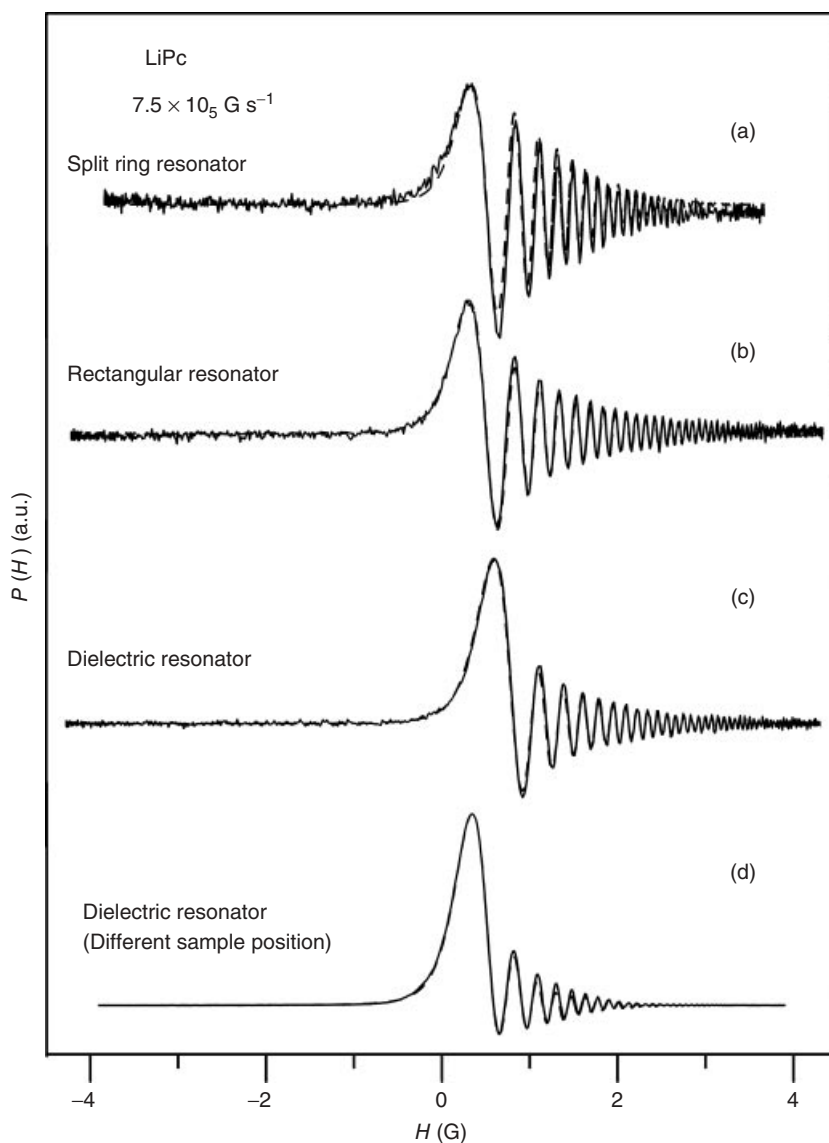 LiPc
7.5 × 10₅ G s⁻¹
Split ring resonator
(a)
(b)
Rectangular resonator
(c)
Dielectric resonator
(d)
Dielectric resonator
(Different sample position)
P (H) (a.u.)
−4
−2
0
2
4
H (G)